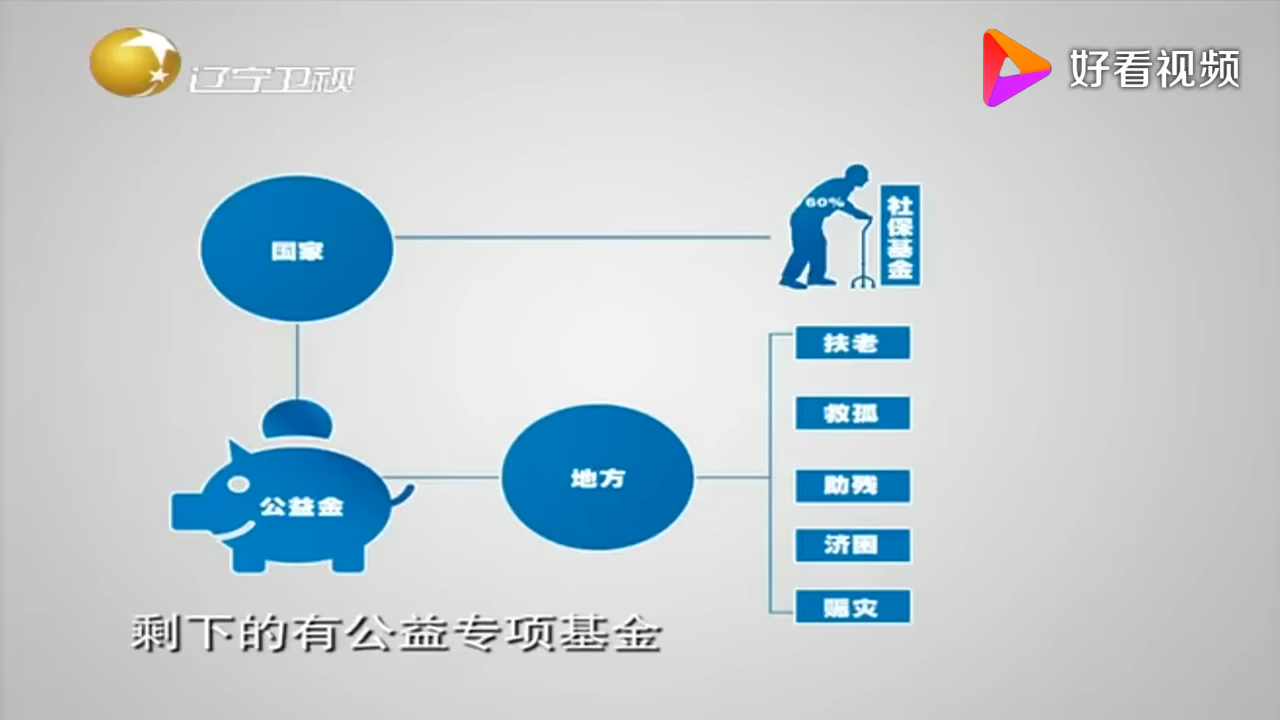 辽宁卫视
好看视频
国家
60%
社保基金
扶老
救孤
公益金
地方
助残
济困
赈灾
剩下的有公益专项基金